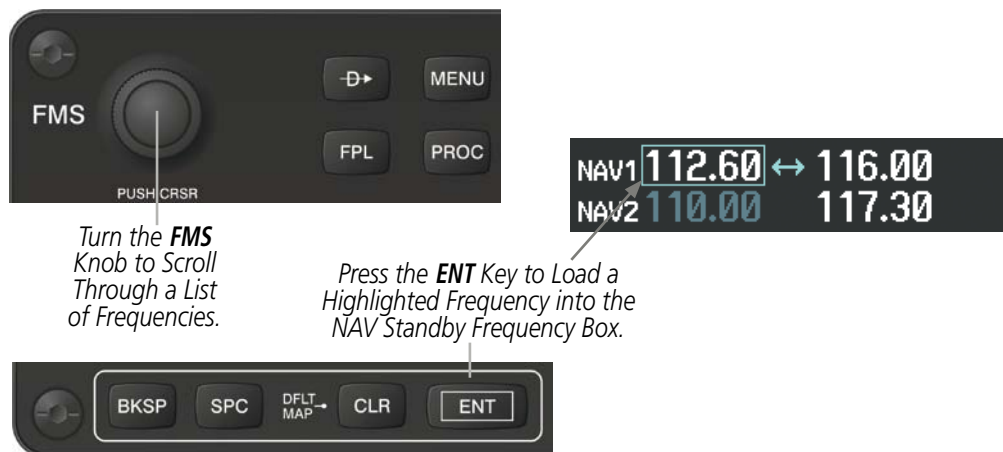 FMS
PUSH CRSR
D
MENU
FPL
PROC
NAV1 112.60 ↔ 116.00
NAV2 110.00 117.30
Turn the FMS
Knob to Scroll
Through a List
of Frequencies.
Press the ENT Key to Load a
Highlighted Frequency into the
NAV Standby Frequency Box.
BKSP
SPC
DFLT
MAP
CLR
ENT